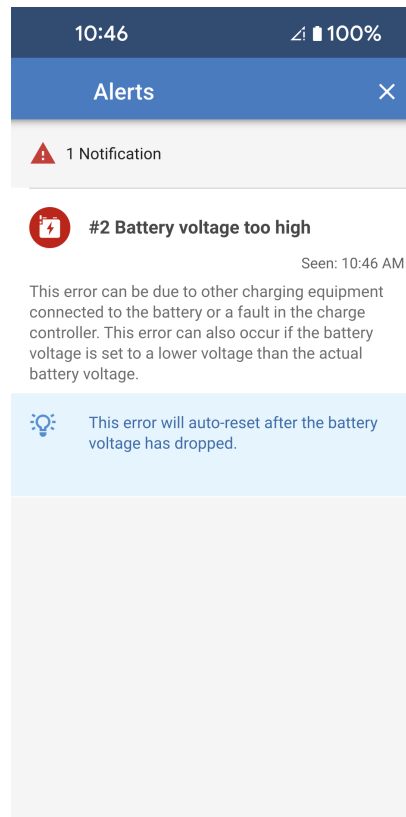 10:46
100%
Alerts
1 Notification
#2 Battery voltage too high
Seen: 10:46 AM
This error can be due to other charging equipment
connected to the battery or a fault in the charge
controller. This error can also occur if the battery
voltage is set to a lower voltage than the actual
battery voltage.
This error will auto-reset after the battery
voltage has dropped.